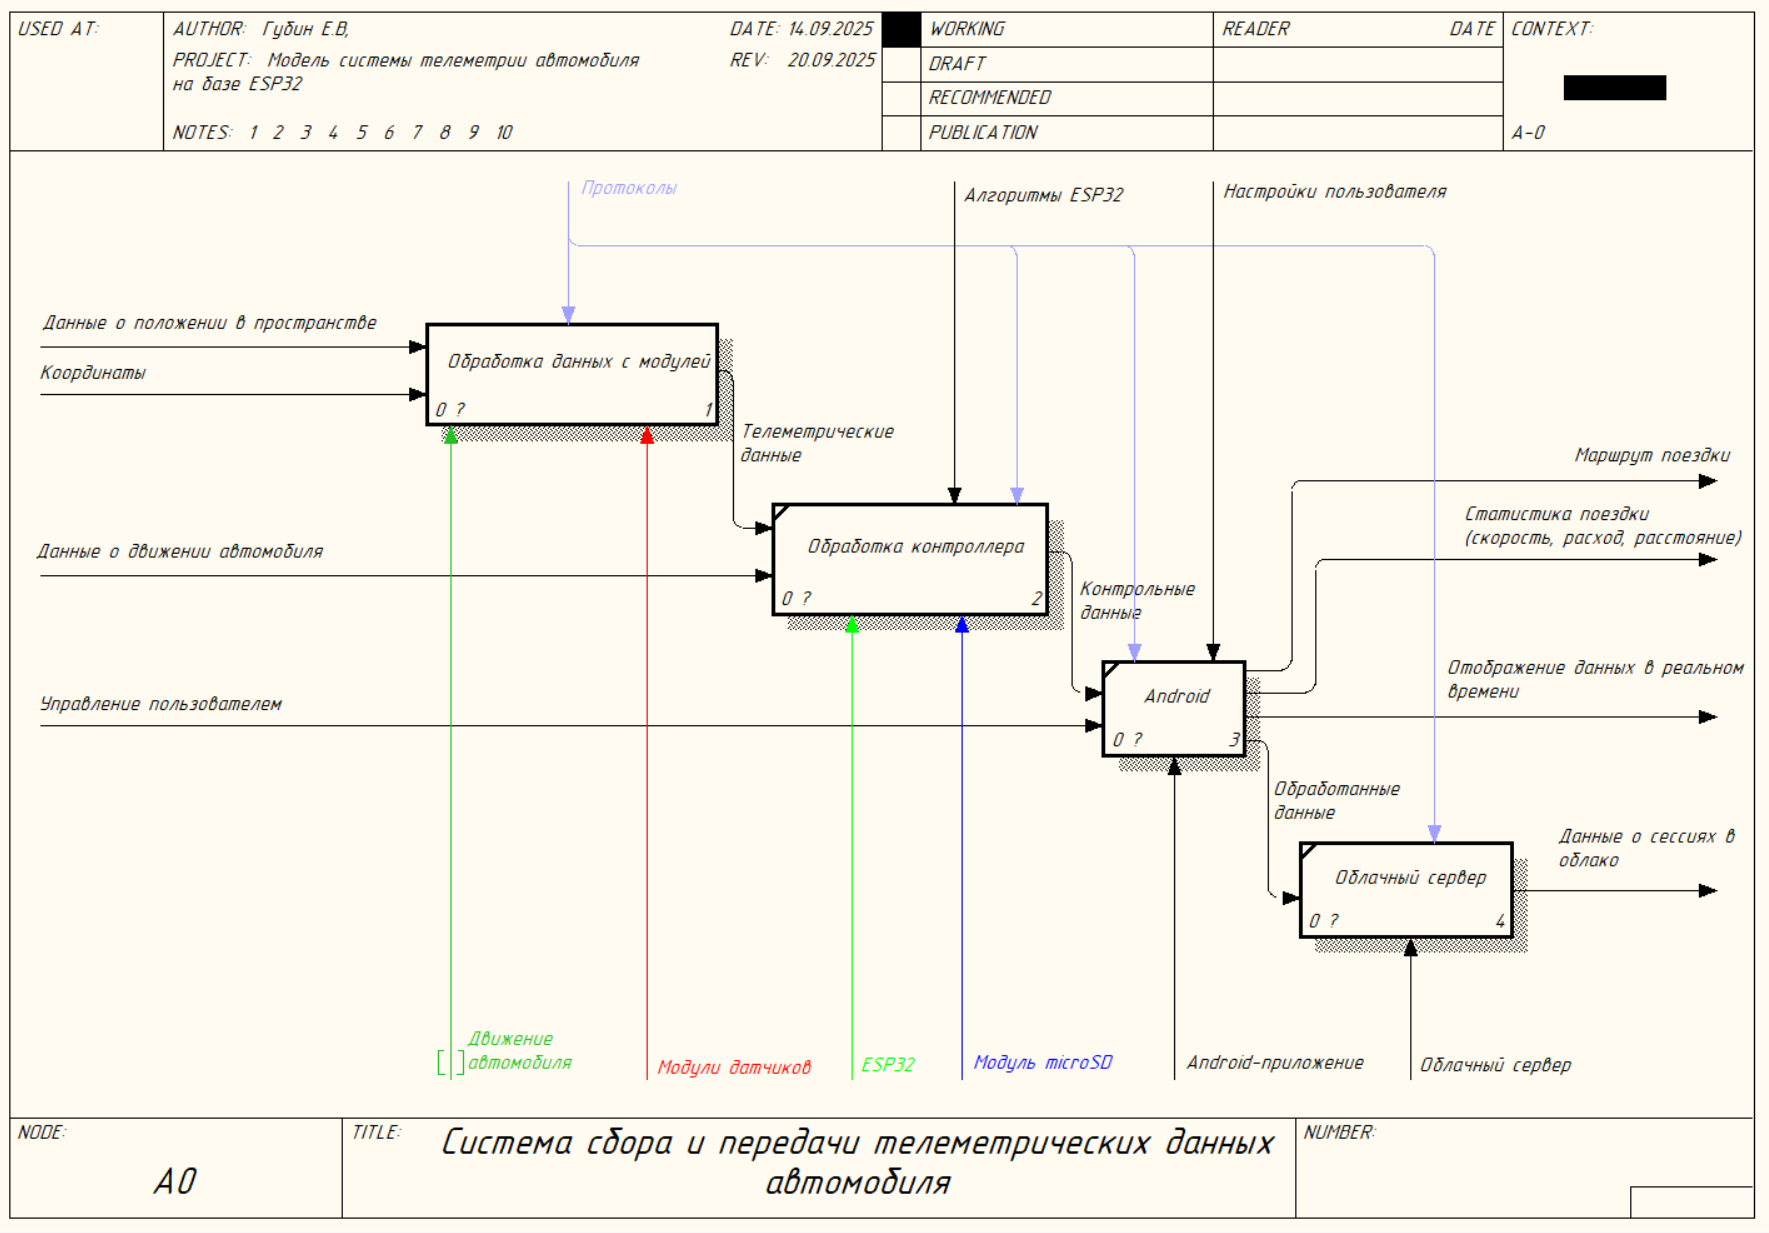 USED AT:
AUTHOR: Губин Е.В,
DATE: 14.09.2025
PROJECT: Модель системы телеметрии автомобиля
на базе ESP32
REV: 20.09.2025
NOTES: 1 2 3 4 5 6 7 8 9 10
WORKING
DRAFT
RECOMMENDED
PUBLICATION
READER
DATE
CONTEXT:
A-0
Протоколы
Алгоритмы ESP32
Настройки пользователя
Данные о положении в пространстве
Координаты
Обработка данных с модулей
0 ?
1
Телеметрические
данные
Маршрут поездки
Статистика поездки
(скорость, расход, расстояние)
Данные о движении автомобиля
Обработка контроллера
0 ?
2
Контрольные
данные
Отображение данных в реальном
времени
Управление пользователем
Android
0 ?
3
Обработанные
данные
Данные о сессиях в
облако
Облачный сервер
0 ?
4
Движение
автомобиля
Модули датчиков
ESP32
Модуль microSD
Android-приложение
Облачный сервер
NODE:
A0
TITLE:
Система сбора и передачи телеметрических данных
автомобиля
NUMBER: